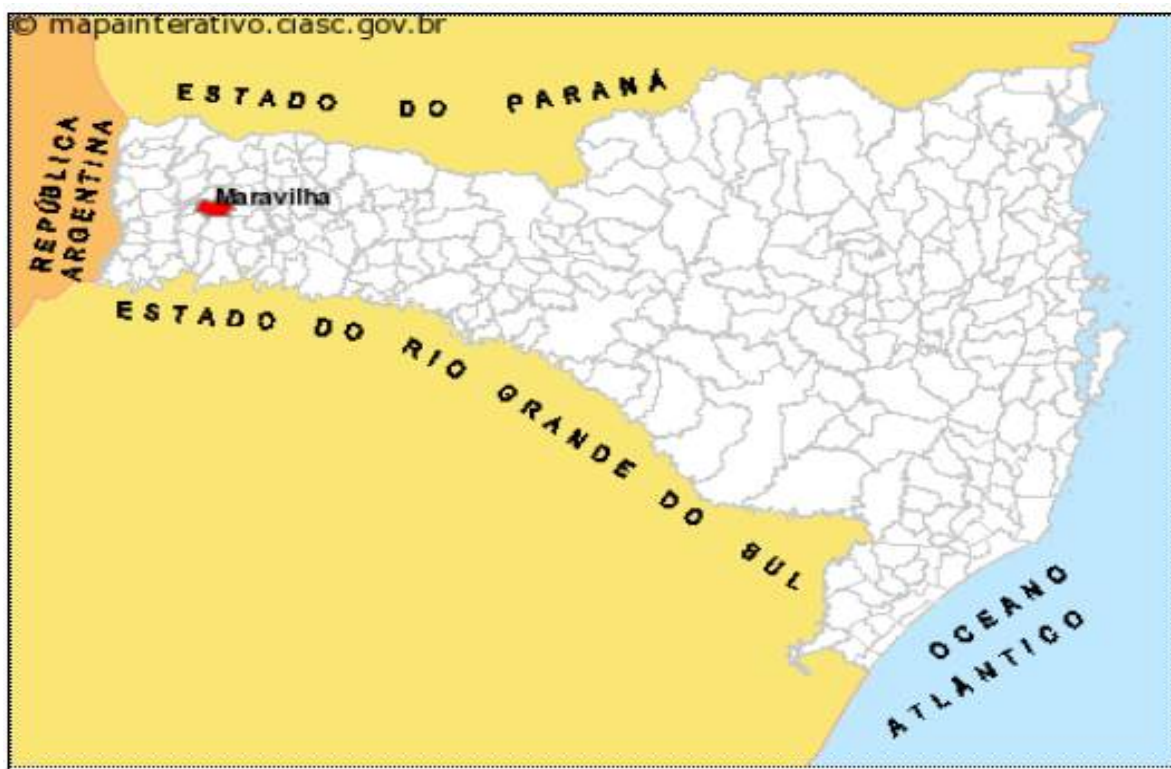 © mapainterativo.ciasc.gov.br
ESTADO DO PARANÁ
REPÚBLICA
ARGENTINA
Maravilha
ESTADO DO RIO GRANDE DO SUL
OCEANO
ATLÂNTICO